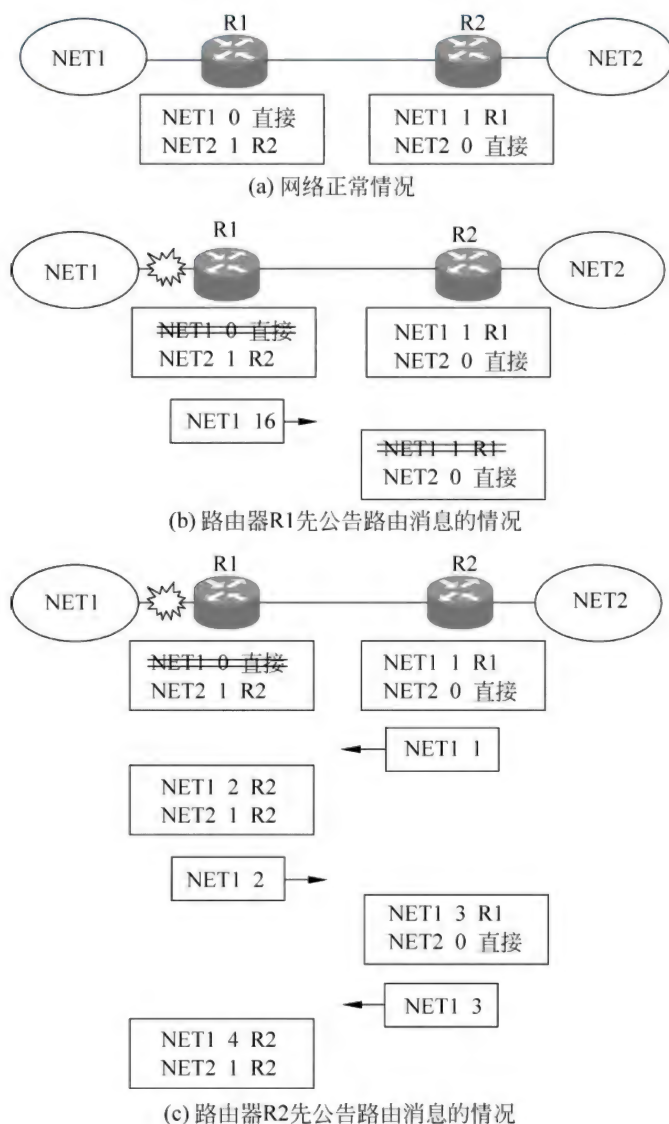 R1 R2
NET1 NET2
NET1 0 直接 NET1 1 R1
NET2 1 R2 NET2 0 直接
(a) 网络正常情况
R1 R2
NET1 NET2
NET1 0 直接 NET1 1 R1
NET2 1 R2 NET2 0 直接
NET1 16
NET1 1 R1
NET2 0 直接
(b) 路由器R1先公告路由消息的情况
R1 R2
NET1 NET2
NET1 0 直接 NET1 1 R1
NET2 1 R2 NET2 0 直接
NET1 1
NET1 2 R2
NET2 1 R2
NET1 2
NET1 3 R1
NET2 0 直接
NET1 3
NET1 4 R2
NET2 1 R2
(c) 路由器R2先公告路由消息的情况